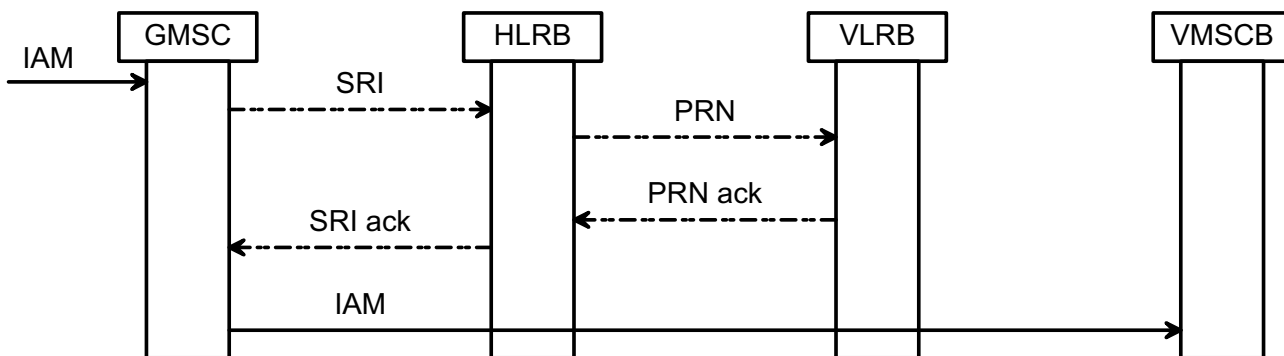 GMSC
HLRB
VLRB
VMSCB
IAM
SRI
PRN
PRN ack
SRI ack
IAM